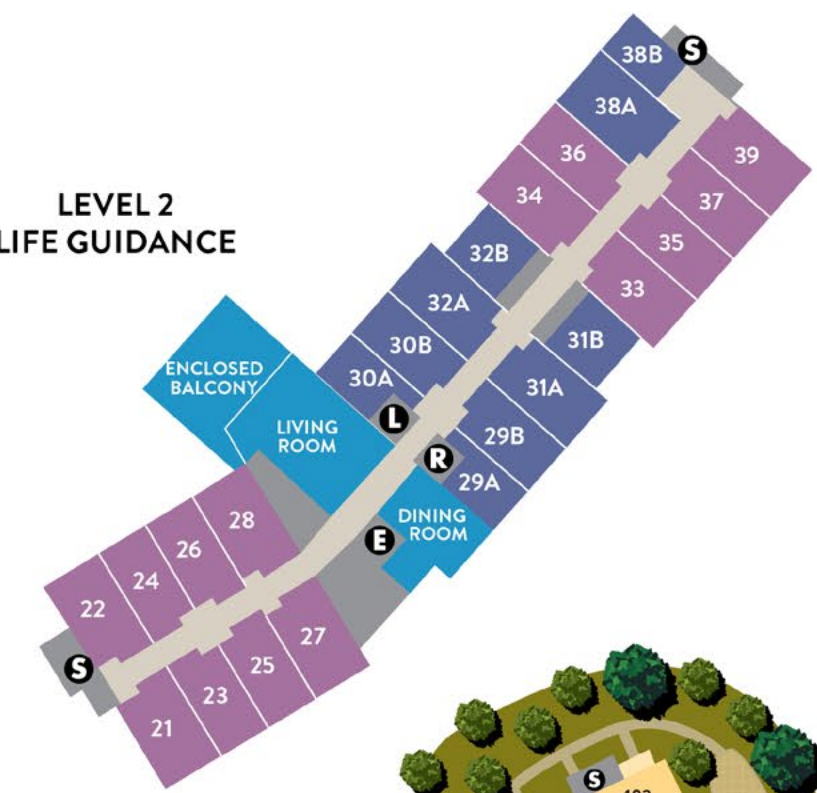 LEVEL 2
LIFE GUIDANCE
38B
S
38A
39
36
37
34
35
32B
33
32A
31B
30B
31A
30A
ENCLOSED
BALCONY
L
29B
LIVING
ROOM
R
29A
DINING
ROOM
E
28
26
24
22
27
25
23
21
S
S